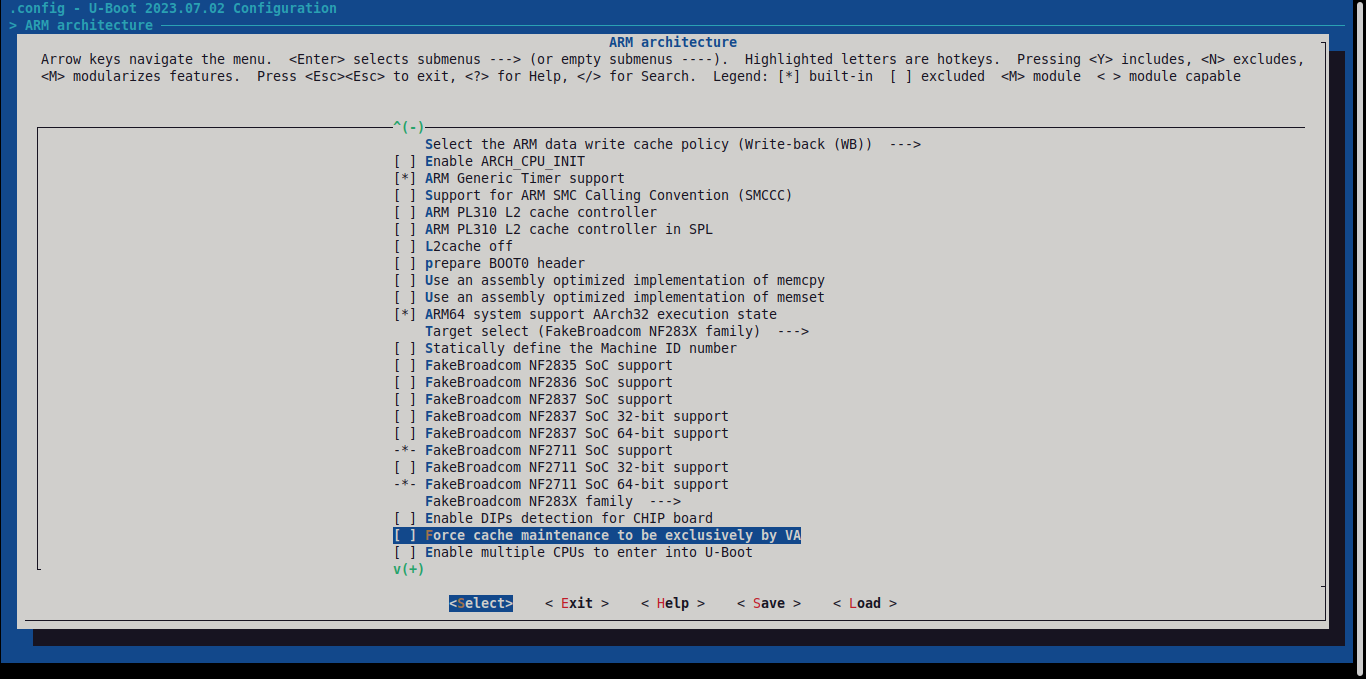 .config - U-Boot 2023.07.02 Configuration
> ARM architecture
ARM architecture
Arrow keys navigate the menu.  <Enter> selects submenus ---> (or empty submenus ----).  Highlighted letters are hotkeys.  Pressing <Y> includes, <N> excludes,
<M> modularizes features.  Press <Esc><Esc> to exit, <?> for Help, </> for Search.  Legend: [*] built-in  [ ] excluded  <M> module  < > module capable
^(-)
Select the ARM data write cache policy (Write-back (WB))  --->
[ ] Enable ARCH_CPU_INIT
[*] ARM Generic Timer support
[ ] Support for ARM SMC Calling Convention (SMCCC)
[ ] ARM PL310 L2 cache controller
[ ] ARM PL310 L2 cache controller in SPL
[ ] L2cache off
[ ] prepare BOOT0 header
[ ] Use an assembly optimized implementation of memcpy
[ ] Use an assembly optimized implementation of memset
[*] ARM64 system support AArch32 execution state
Target select (FakeBroadcom NF283X family)  --->
[ ] Statically define the Machine ID number
[ ] FakeBroadcom NF2835 SoC support
[ ] FakeBroadcom NF2836 SoC support
[ ] FakeBroadcom NF2837 SoC support
[ ] FakeBroadcom NF2837 SoC 32-bit support
[ ] FakeBroadcom NF2837 SoC 64-bit support
-*- FakeBroadcom NF2711 SoC support
[ ] FakeBroadcom NF2711 SoC 32-bit support
-*- FakeBroadcom NF2711 SoC 64-bit support
FakeBroadcom NF283X family  --->
[ ] Enable DIPs detection for CHIP board
[ ] Force cache maintenance to be exclusively by VA
[ ] Enable multiple CPUs to enter into U-Boot
v(+)
<Select>    < Exit >    < Help >    < Save >    < Load >